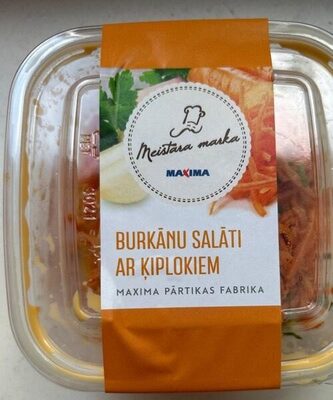 Meistara marka
MAXIMA
BURKĀNU SALĀTI
AR ĶIPLOKIEM
MAXIMA PĀRTIKAS FABRIKA